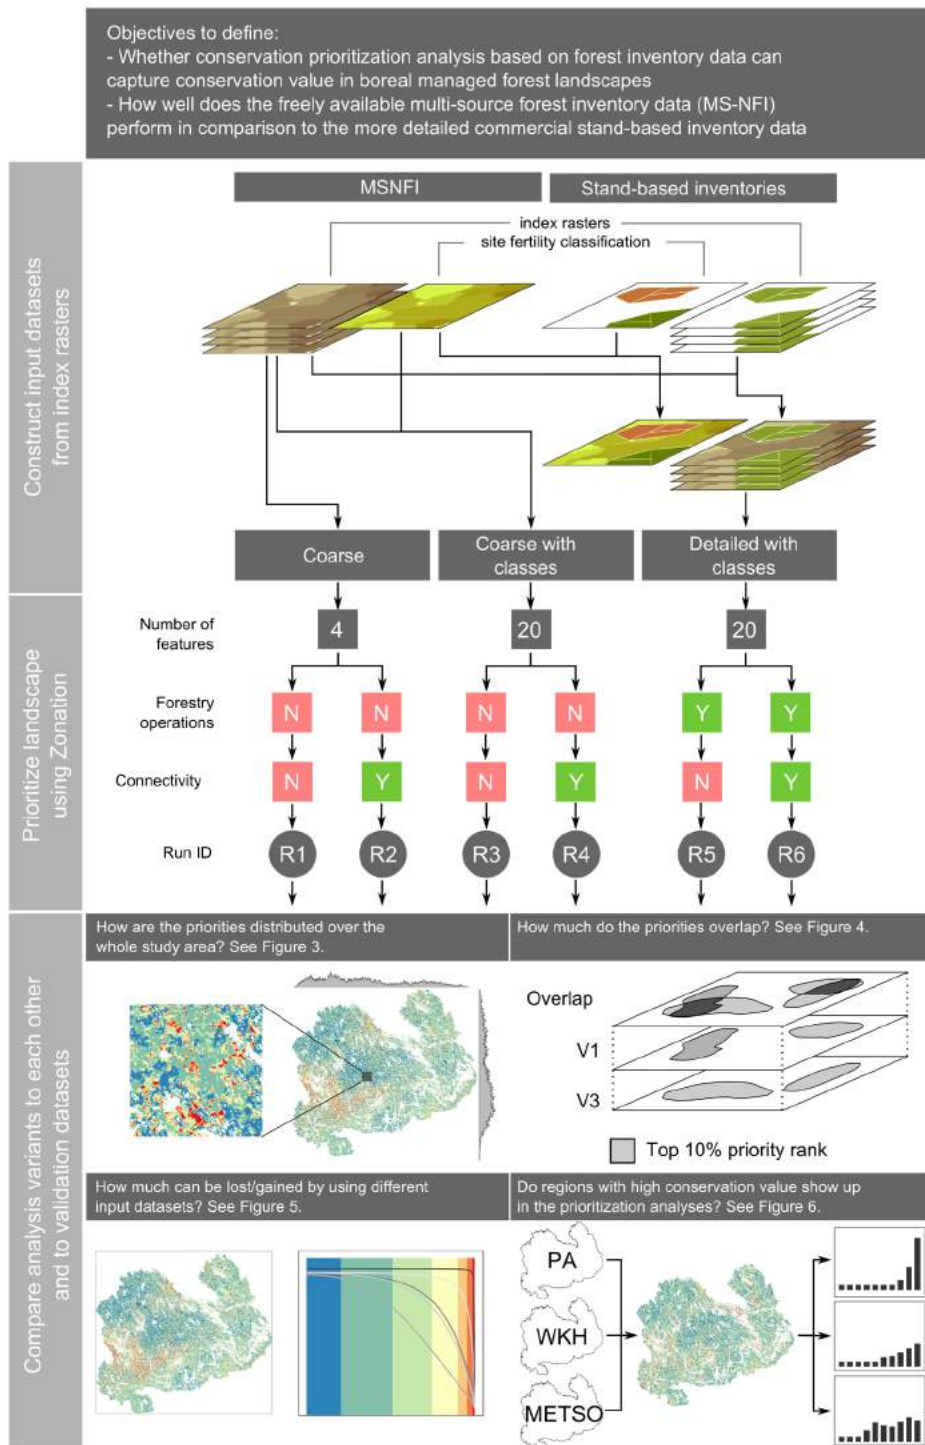 Objectives to define:
- Whether conservation prioritization analysis based on forest inventory data can
capture conservation value in boreal managed forest landscapes
- How well does the freely available multi-source forest inventory data (MS-NFI)
perform in comparison to the more detailed commercial stand-based inventory data
Construct input datasets
from index rasters
MSNFI
Stand-based inventories
index rasters
site fertility classification
Coarse
Coarse with
classes
Detailed with
classes
Prioritize landscape
using Zonation
Number of
features
4
20
20
Forestry
operations
N
N
N
N
Y
Y
Connectivity
N
Y
N
Y
N
Y
Run ID
R1
R2
R3
R4
R5
R6
Compare analysis variants to each other
and to validation datasets
How are the priorities distributed over the
whole study area? See Figure 3.
How much do the priorities overlap? See Figure 4.
Overlap
V1
V3
Top 10% priority rank
How much can be lost/gained by using different
input datasets? See Figure 5.
Do regions with high conservation value show up
in the prioritization analyses? See Figure 6.
PA
WKH
METSO